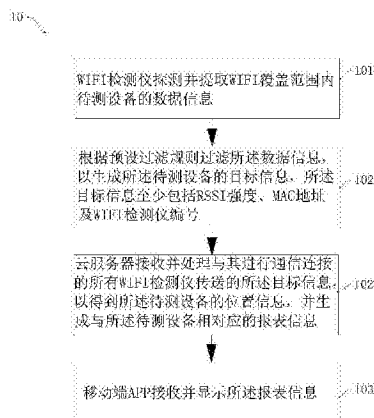 10
WIFI检测仪探测并提取WIFI覆盖范围内
待测设备的数据信息
101
根据预设过滤规则过滤所述数据信息，
以生成所述待测设备的目标信息，所述
目标信息至少包括RSSI强度、MAC地址
及WIFI检测仪编号
102
云服务器接收并处理与其进行通信连接
的所有WIFI检测仪传送的所述目标信息
以得到所述待测设备的位置信息，并生
成与所述待测设备相对应的报表信息
102
移动端APP接收并显示所述报表信息
103